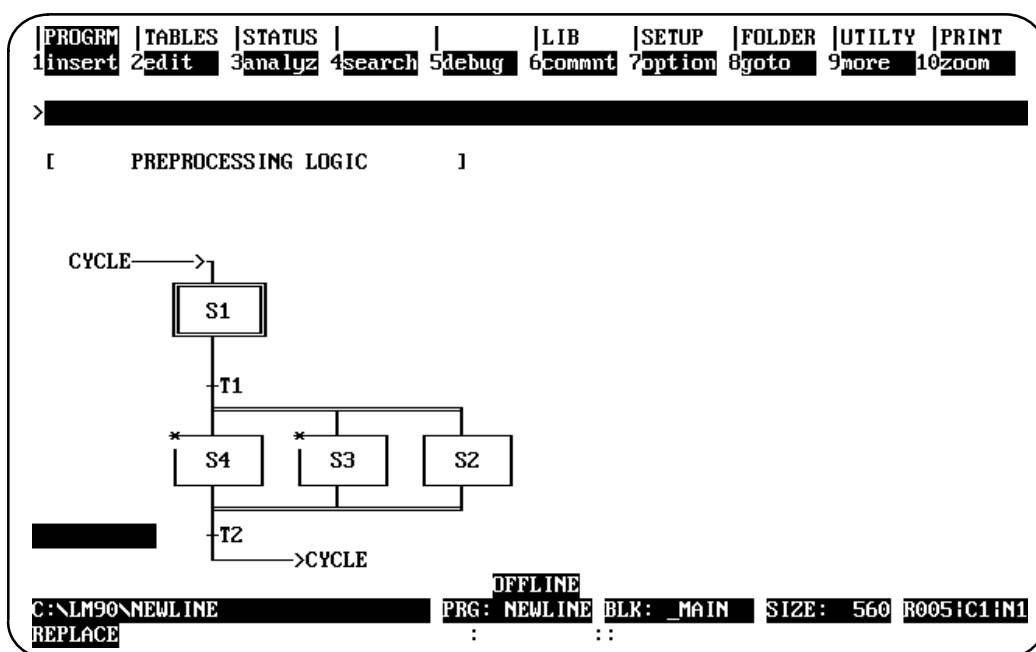 |PROGRM |TABLES |STATUS | | |LIB |SETUP |FOLDER |UTILTY |PRINT
1insert 2edit 3analyz 4search 5debug 6commnt 7option 8goto 9more 10zoom
>
[ PREPROCESSING LOGIC ]
CYCLE >
S1
T1
* *
S4 S3 S2
T2
>CYCLE
OFFLINE
C:\LM90\NEWLINE PRG: NEWLINE BLK: _MAIN SIZE: 560 R005¦C1¦N1
REPLACE : ::